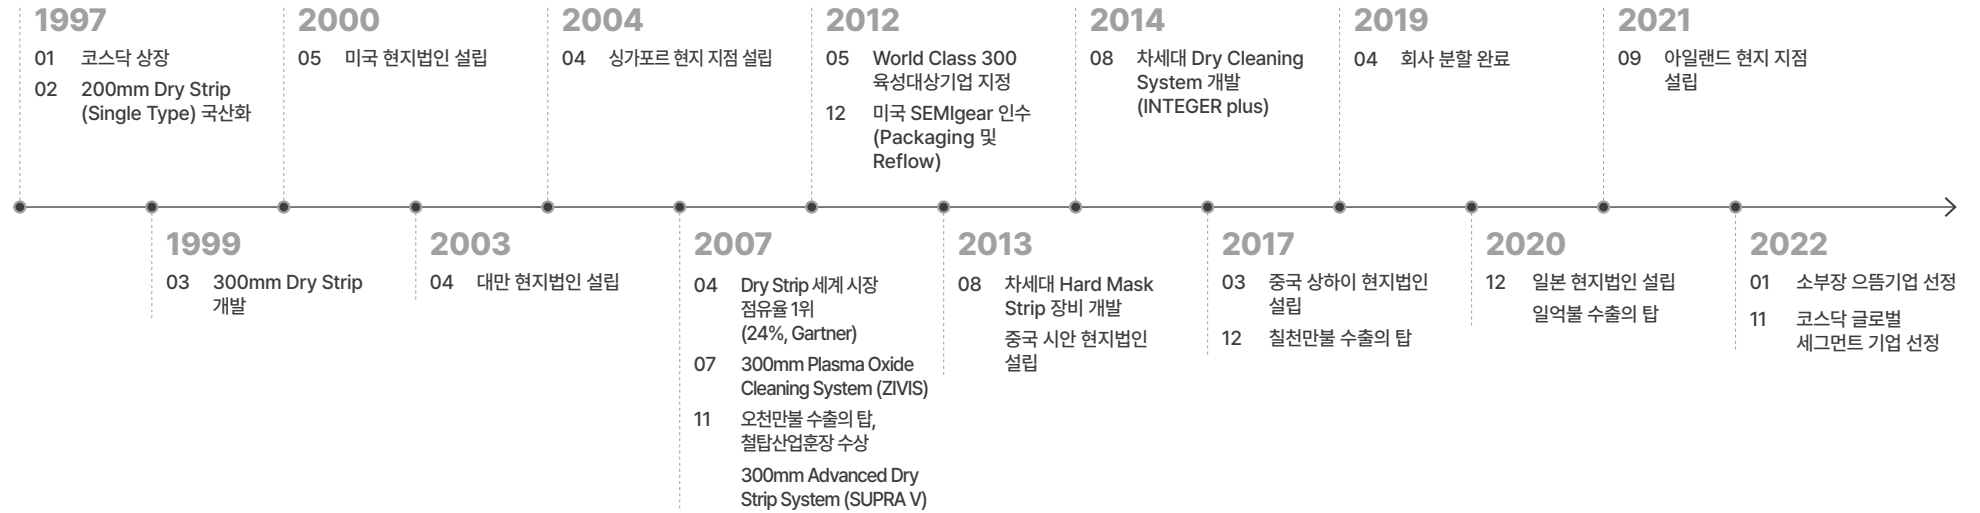 1997
01 코스닥 상장
02 200mm Dry Strip
(Single Type) 국산화
1999
03 300mm Dry Strip
개발
2000
05 미국 현지법인 설립
2003
04 대만 현지법인 설립
2004
04 싱가포르 현지 지점 설립
2007
04 Dry Strip 세계 시장
점유율 1위
(24%, Gartner)
07 300mm Plasma Oxide
Cleaning System (ZIVIS)
11 오천만불 수출의 탑,
철탑산업훈장 수상
300mm Advanced Dry
Strip System (SUPRA V)
2012
05 World Class 300
육성대상기업 지정
12 미국 SEMIgear 인수
(Packaging 및
Reflow)
2013
08 차세대 Hard Mask
Strip 장비 개발
중국 시안 현지법인
설립
2014
08 차세대 Dry Cleaning
System 개발
(INTEGER plus)
2017
03 중국 상하이 현지법인
설립
12 칠천만불 수출의 탑
2019
04 회사 분할 완료
2020
12 일본 현지법인 설립
일억불 수출의 탑
2021
09 아일랜드 현지 지점
설립
2022
01 소부장 으뜸기업 선정
11 코스닥 글로벌
세그먼트 기업 선정